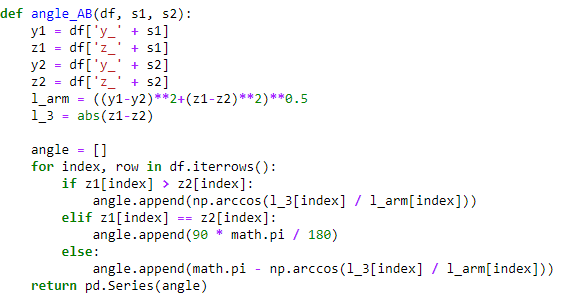 def angle_AB(df, s1, s2):
    y1 = df['y_' + s1]
    z1 = df['z_' + s1]
    y2 = df['y_' + s2]
    z2 = df['z_' + s2]
    l_arm = ((y1-y2)**2+(z1-z2)**2)**0.5
    l_3 = abs(z1-z2)

    angle = []
    for index, row in df.iterrows():
        if z1[index] > z2[index]:
            angle.append(np.arccos(l_3[index] / l_arm[index]))
        elif z1[index] == z2[index]:
            angle.append(90 * math.pi / 180)
        else:
            angle.append(math.pi - np.arccos(l_3[index] / l_arm[index]))
    return pd.Series(angle)